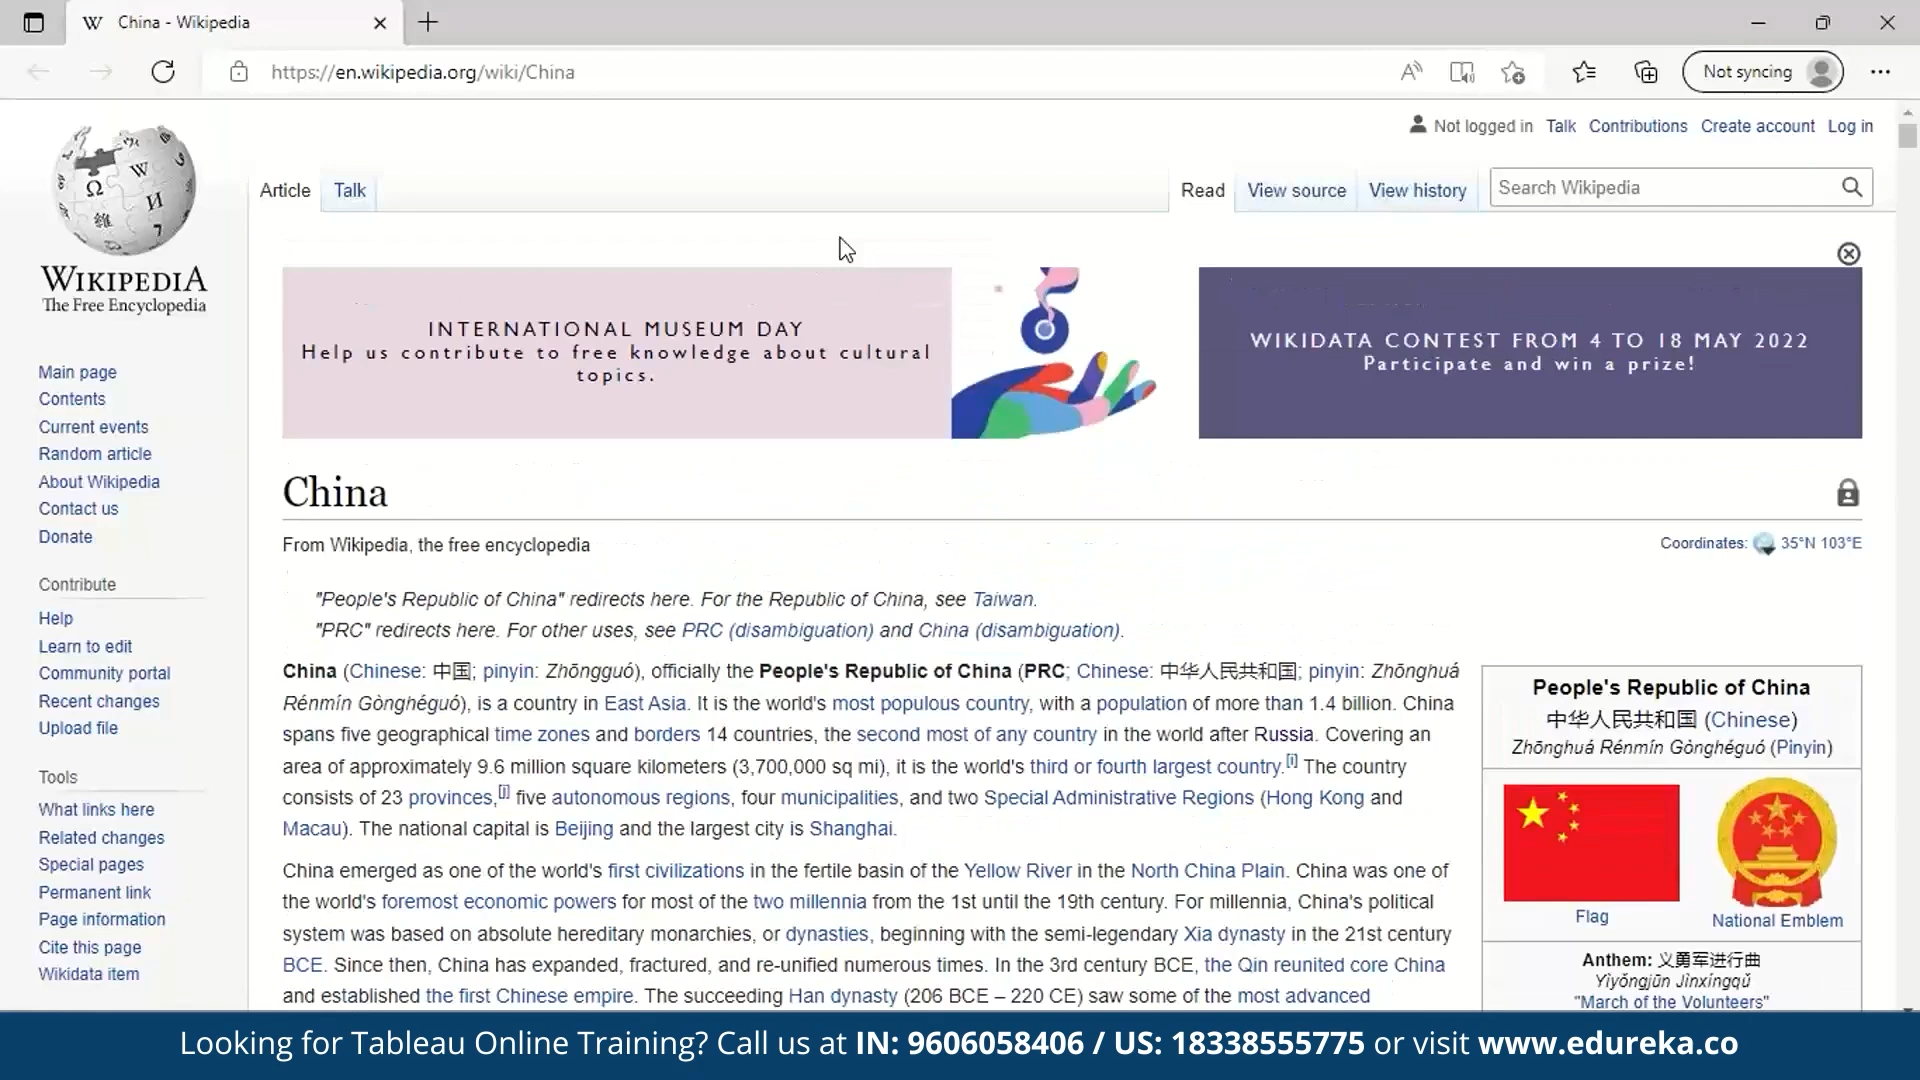 China - Wikipedia
https://en.wikipedia.org/wiki/China
Not syncing
Not logged in Talk Contributions Create account Log in
Article Talk Read View source View history Search Wikipedia
WIKIPEDIA
The Free Encyclopedia
Main page
Contents
Current events
Random article
About Wikipedia
Contact us
Donate
Contribute
Help
Learn to edit
Community portal
Recent changes
Upload file
Tools
What links here
Related changes
Special pages
Permanent link
Page information
Cite this page
Wikidata item
INTERNATIONAL MUSEUM DAY
Help us contribute to free knowledge about cultural
topics.
WIKIDATA CONTEST FROM 4 TO 18 MAY 2022
Participate and win a prize!
China
From Wikipedia, the free encyclopedia
Coordinates: 35°N 103°E
"People's Republic of China" redirects here. For the Republic of China, see Taiwan.
"PRC" redirects here. For other uses, see PRC (disambiguation) and China (disambiguation).
China (Chinese: 中国; pinyin: Zhōngguó), officially the People's Republic of China (PRC; Chinese: 中华人民共和国; pinyin: Zhōnghuá
Rénmín Gònghéguó), is a country in East Asia. It is the world's most populous country, with a population of more than 1.4 billion. China
spans five geographical time zones and borders 14 countries, the second most of any country in the world after Russia. Covering an
area of approximately 9.6 million square kilometers (3,700,000 sq mi), it is the world's third or fourth largest country.[i] The country
consists of 23 provinces,[j] five autonomous regions, four municipalities, and two Special Administrative Regions (Hong Kong and
Macau). The national capital is Beijing and the largest city is Shanghai.
China emerged as one of the world's first civilizations in the fertile basin of the Yellow River in the North China Plain. China was one of
the world's foremost economic powers for most of the two millennia from the 1st until the 19th century. For millennia, China's political
system was based on absolute hereditary monarchies, or dynasties, beginning with the semi-legendary Xia dynasty in the 21st century
BCE. Since then, China has expanded, fractured, and re-unified numerous times. In the 3rd century BCE, the Qin reunited core China
and established the first Chinese empire. The succeeding Han dynasty (206 BCE – 220 CE) saw some of the most advanced
People's Republic of China
中华人民共和国 (Chinese)
Zhōnghuá Rénmín Gònghéguó (Pinyin)
Flag
National Emblem
Anthem: 义勇军进行曲
Yìyǒngjūn Jìnxíngqǔ
"March of the Volunteers"
Looking for Tableau Online Training? Call us at IN: 9606058406 / US: 18338555775 or visit www.edureka.co